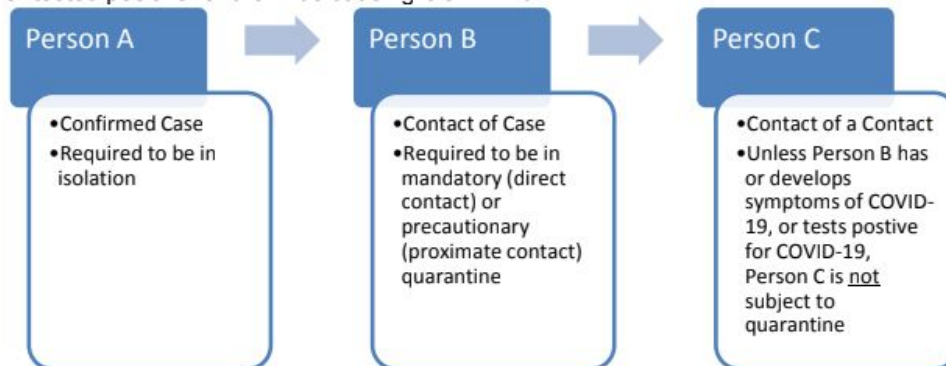 Person A
•Confirmed Case
•Required to be in
isolation
Person B
•Contact of Case
•Required to be in
mandatory (direct
contact) or
precautionary
(proximate contact)
quarantine
Person C
•Contact of a Contact
•Unless Person B has
or develops
symptoms of COVID-
19, or tests postive
for COVID-19,
Person C is not
subject to
quarantine